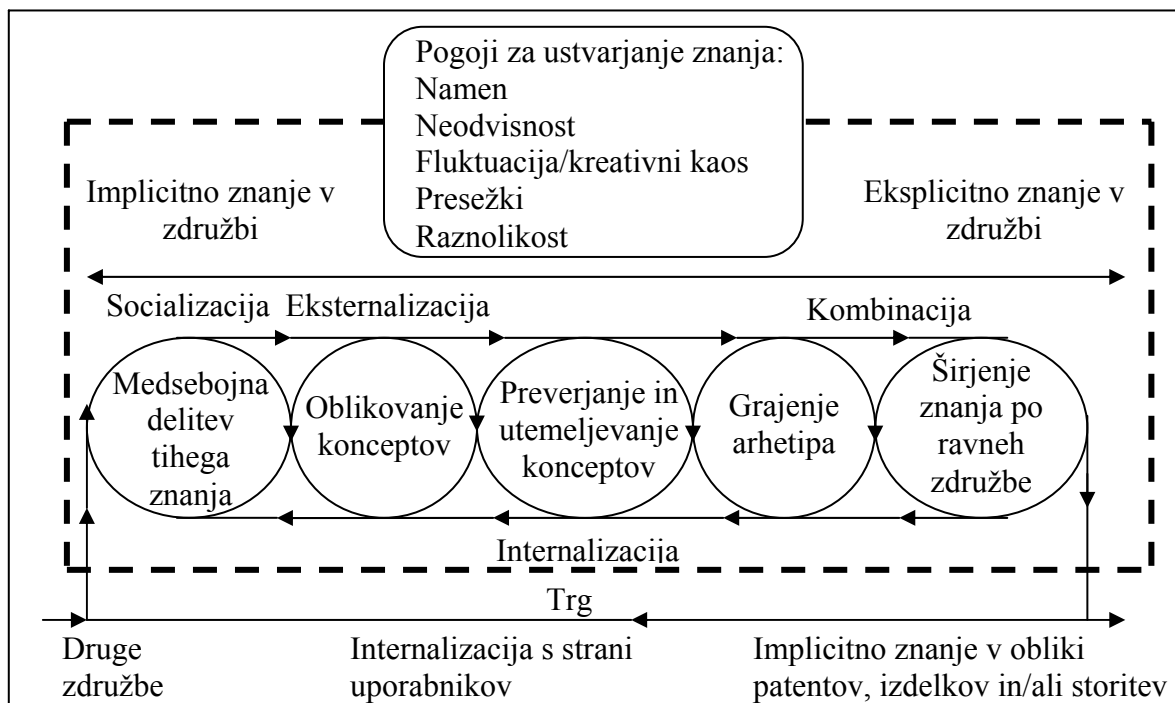 Pogoji za ustvarjanje znanja:
Namen
Neodvisnost
Fluktuacija/kreativni kaos
Presežki
Raznolikost
Implicitno znanje v
združbi
Eksplicitno znanje v
združbi
Socializacija
Eksternalizacija
Kombinacija
Medsebojna
delitev
tihega
znanja
Oblikovanje
konceptov
Preverjanje in
utemeljevanje
konceptov
Grajenje
arhetipa
Širjenje
znanja po
ravneh
združbe
Internalizacija
Trg
Druge
združbe
Internalizacija s strani
uporabnikov
Implicitno znanje v obliki
patentov, izdelkov in/ali storitev